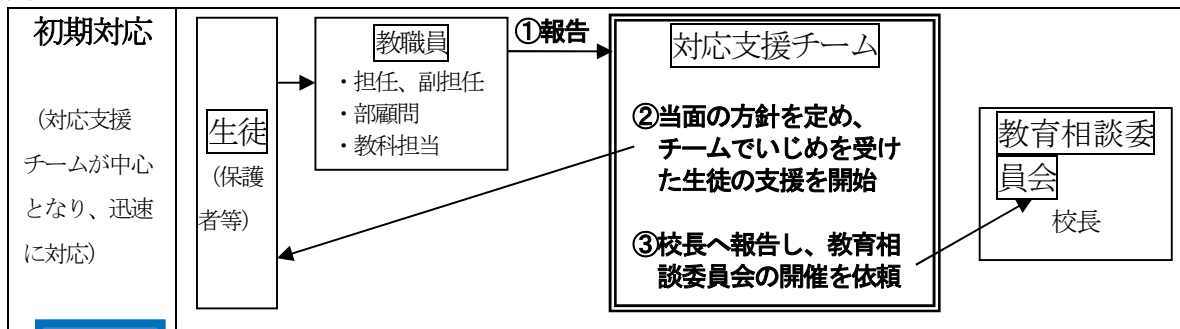 初期対応
(対応支援
チームが中心
となり、迅速
に対応)
生徒
(保護
者等)
教職員
・担任、副担任
・部顧問
・教科担当
①報告
対応支援チーム
②当面の方針を定め、
チームでいじめを受け
た生徒の支援を開始
③校長へ報告し、教育相
談委員会の開催を依頼
教育相談委
員会
校長